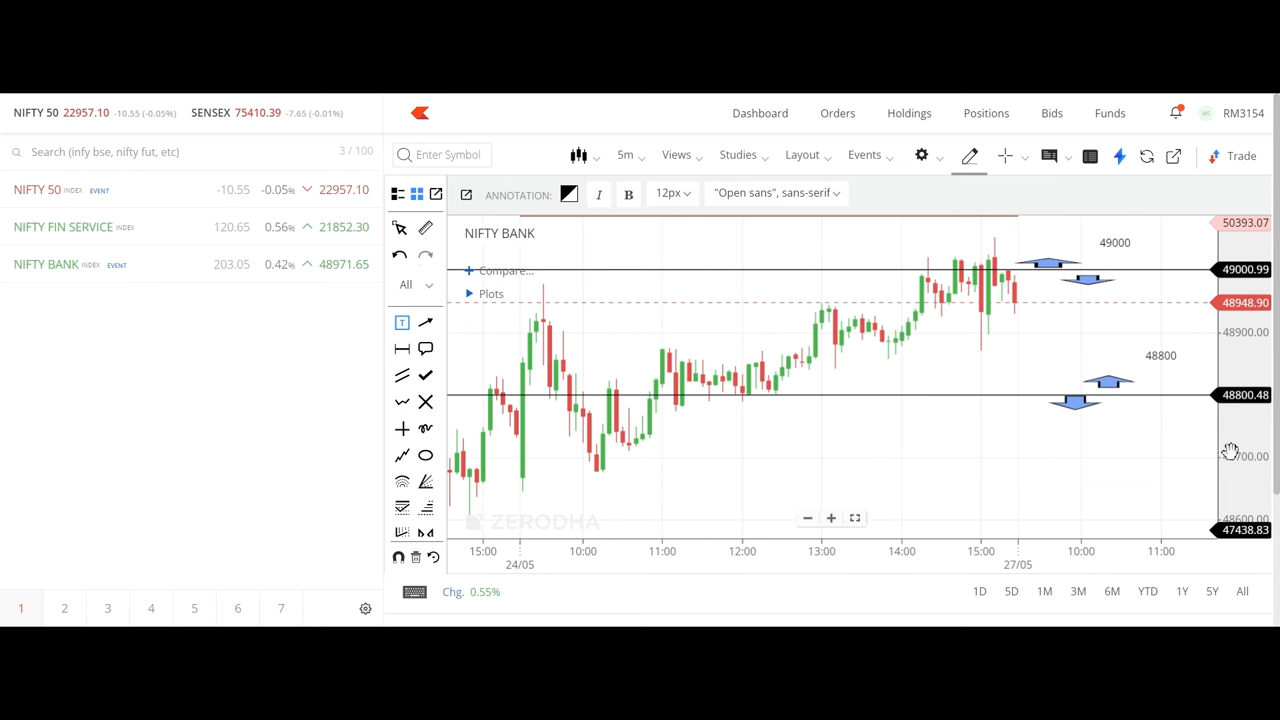 NIFTY 50 22957.10 -10.55 (-0.05%) SENSEX 75410.39 -7.65 (-0.01%)
Dashboard Orders Holdings Positions Bids Funds MS RM3154
Search (infy bse, nifty fut, etc) 3 / 100
Enter Symbol 5m Views Studies Layout Events Trade
NIFTY 50 INDEX EVENT -10.55 -0.05% 22957.10
ANNOTATION: I B 12px "Open sans", sans-serif
NIFTY FIN SERVICE INDEX 120.65 0.56% 21852.30
NIFTY BANK INDEX EVENT 203.05 0.42% 48971.65
NIFTY BANK
Compare...
Plots
All
T
49000
48800
50393.07
49000.99
48948.90
48900.00
48800.48
700.00
48600.00
47438.83
ZERODHA
15:00 10:00 11:00 12:00 13:00 14:00 15:00 10:00 11:00
24/05 27/05
Chg. 0.55% 1D 5D 1M 3M 6M YTD 1Y 5Y All
1 2 3 4 5 6 7